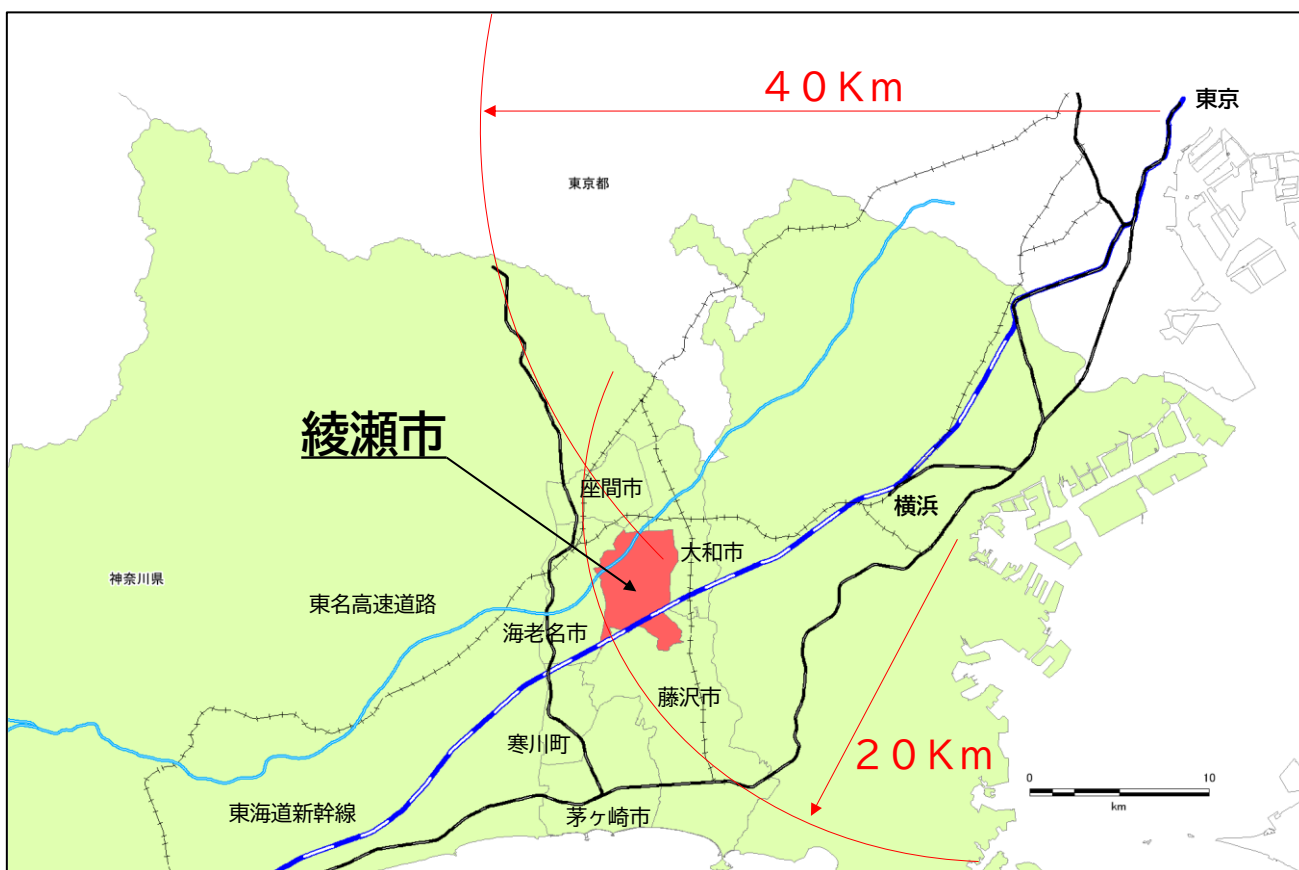 ４０Ｋｍ
東京
東京都
綾瀬市
座間市
横浜
大和市
神奈川県
東名高速道路
海老名市
藤沢市
寒川町
２０Ｋｍ
0 10
km
東海道新幹線
茅ヶ崎市